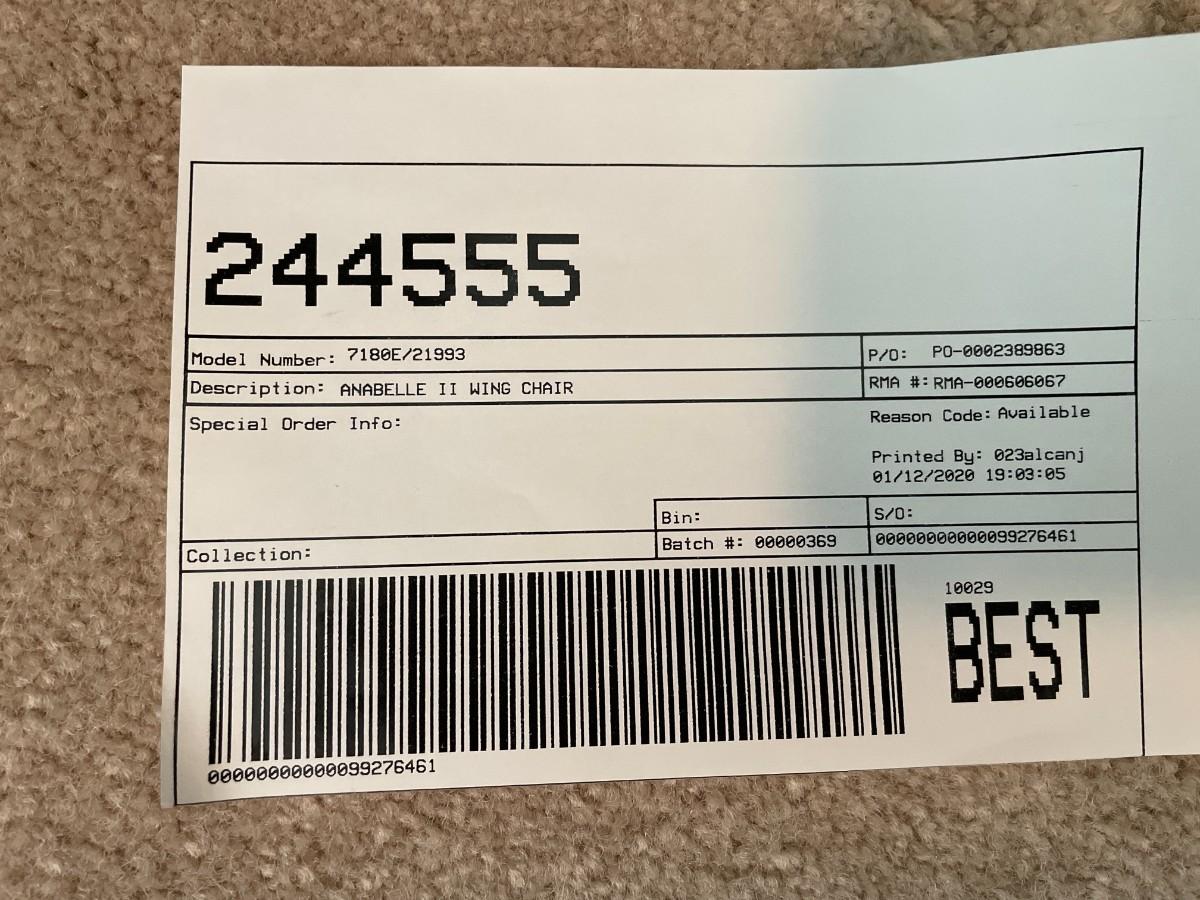 244555
Model Number: 7180E/21993
P/O: PO-0002389863
Description: ANABELLE II WING CHAIR
RMA #: RMA-000606067
Special Order Info:
Reason Code: Available
Printed By: 023alcanj
01/12/2020 19:03:05
Bin:
S/O:
Collection:
Batch #: 00000369
00000000000099276461
10029
BEST
00000000000099276461